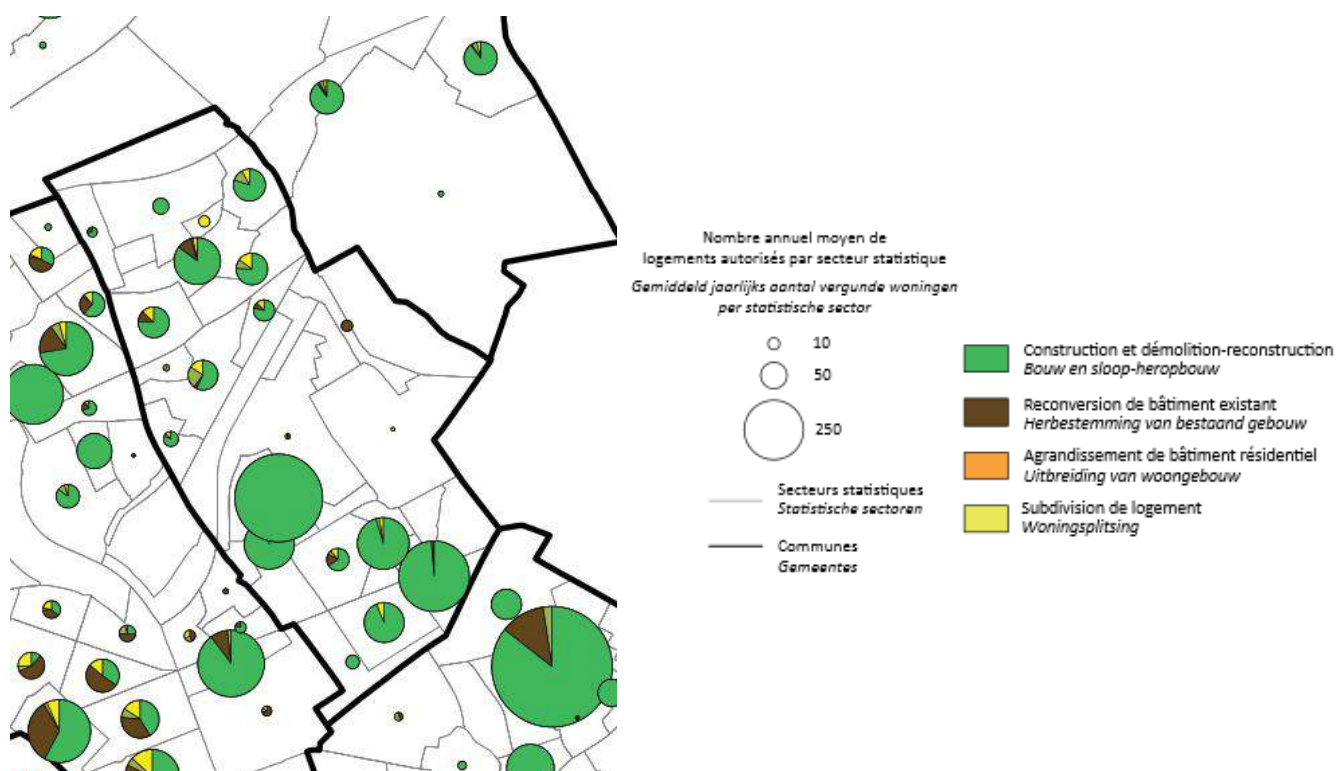 Nombre annuel moyen de
logements autorisés par secteur statistique
Gemiddeld jaarlijks aantal vergunde woningen
per statistische sector
10
50
250
Secteurs statistiques
Statistische sectoren
Communes
Gemeentes
Construction et démolition-reconstruction
Bouw en sloop-heropbouw
Reconversion de bâtiment existant
Herbestemming van bestaand gebouw
Agrandissement de bâtiment résidentiel
Uitbreiding van woongebouw
Subdivision de logement
Woningsplitsing